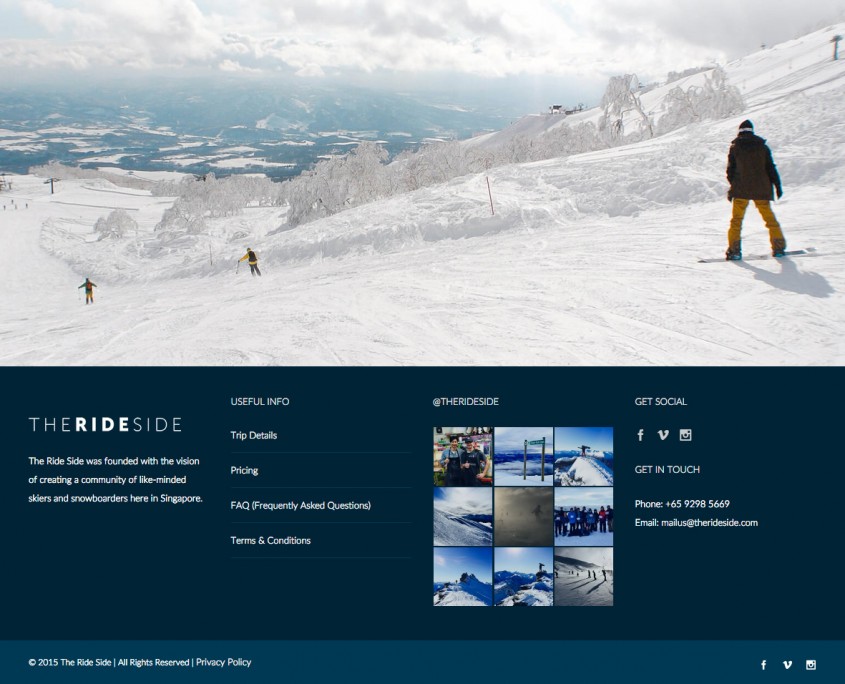 THERIDESIDE
The Ride Side was founded with the vision
of creating a community of like-minded
skiers and snowboarders here in Singapore.
USEFUL INFO
Trip Details
Pricing
FAQ (Frequently Asked Questions)
Terms & Conditions
@THERIDESIDE
GET SOCIAL
GET IN TOUCH
Phone: +65 9298 5669
Email: mailus@therideside.com
© 2015 The Ride Side | All Rights Reserved | Privacy Policy